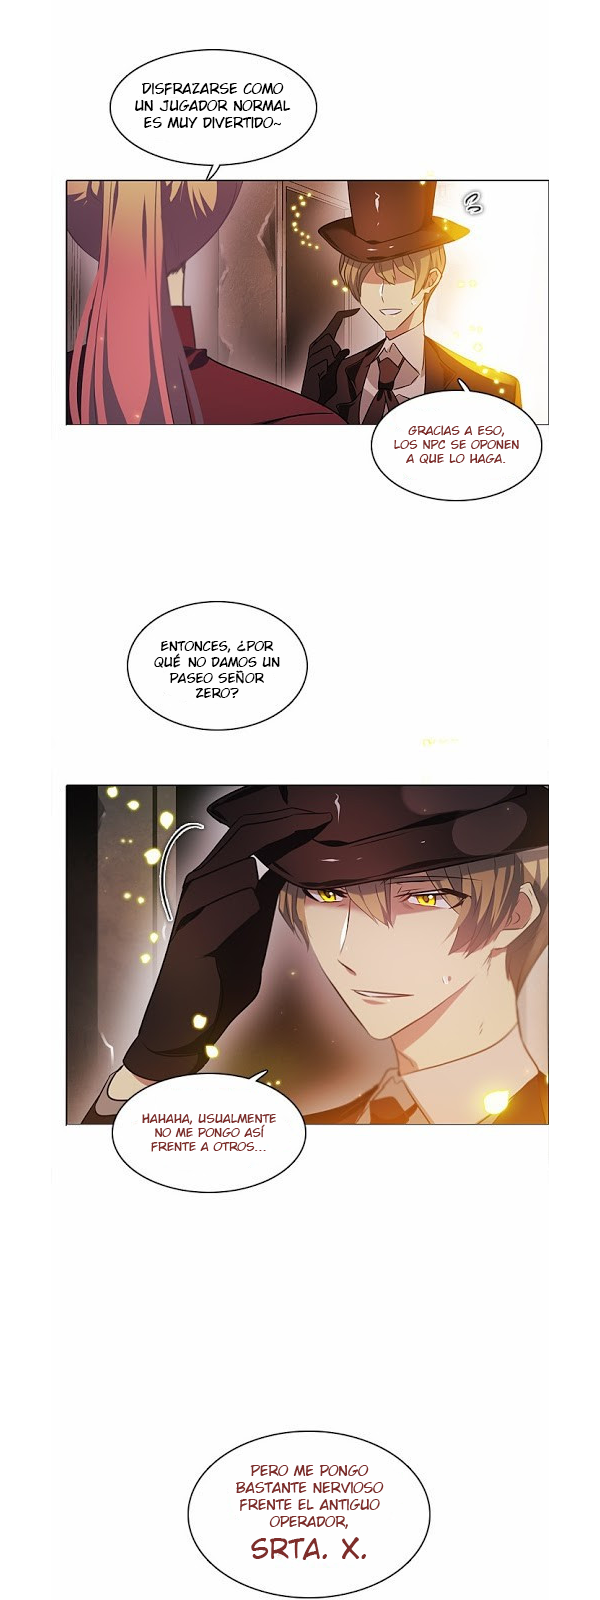 DISFRAZARSE COMO
UN JUGADOR NORMAL
ES MUY DIVERTIDO~
GRACIAS A ESO,
LOS NPC SE OPONEN
A QUE LO HAGA.
ENTONCES, ¿POR
QUÉ NO DAMOS UN
PASEO SEÑOR
ZERO?
HAHAHA, USUALMENTE
NO ME PONGO ASÍ
FRENTE A OTROS...
PERO ME PONGO
BASTANTE NERVIOSO
FRENTE EL ANTIGUO
OPERADOR,
SRTA. X.